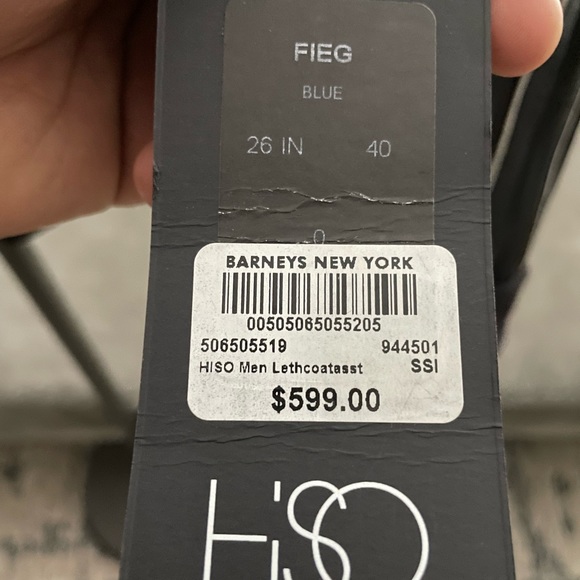 FIEG
BLUE
26 IN 40
0
BARNEYS NEW YORK
00505065055205
506505519 944501
HISO Men Lethcoatasst SSI
$599.00
HiSO